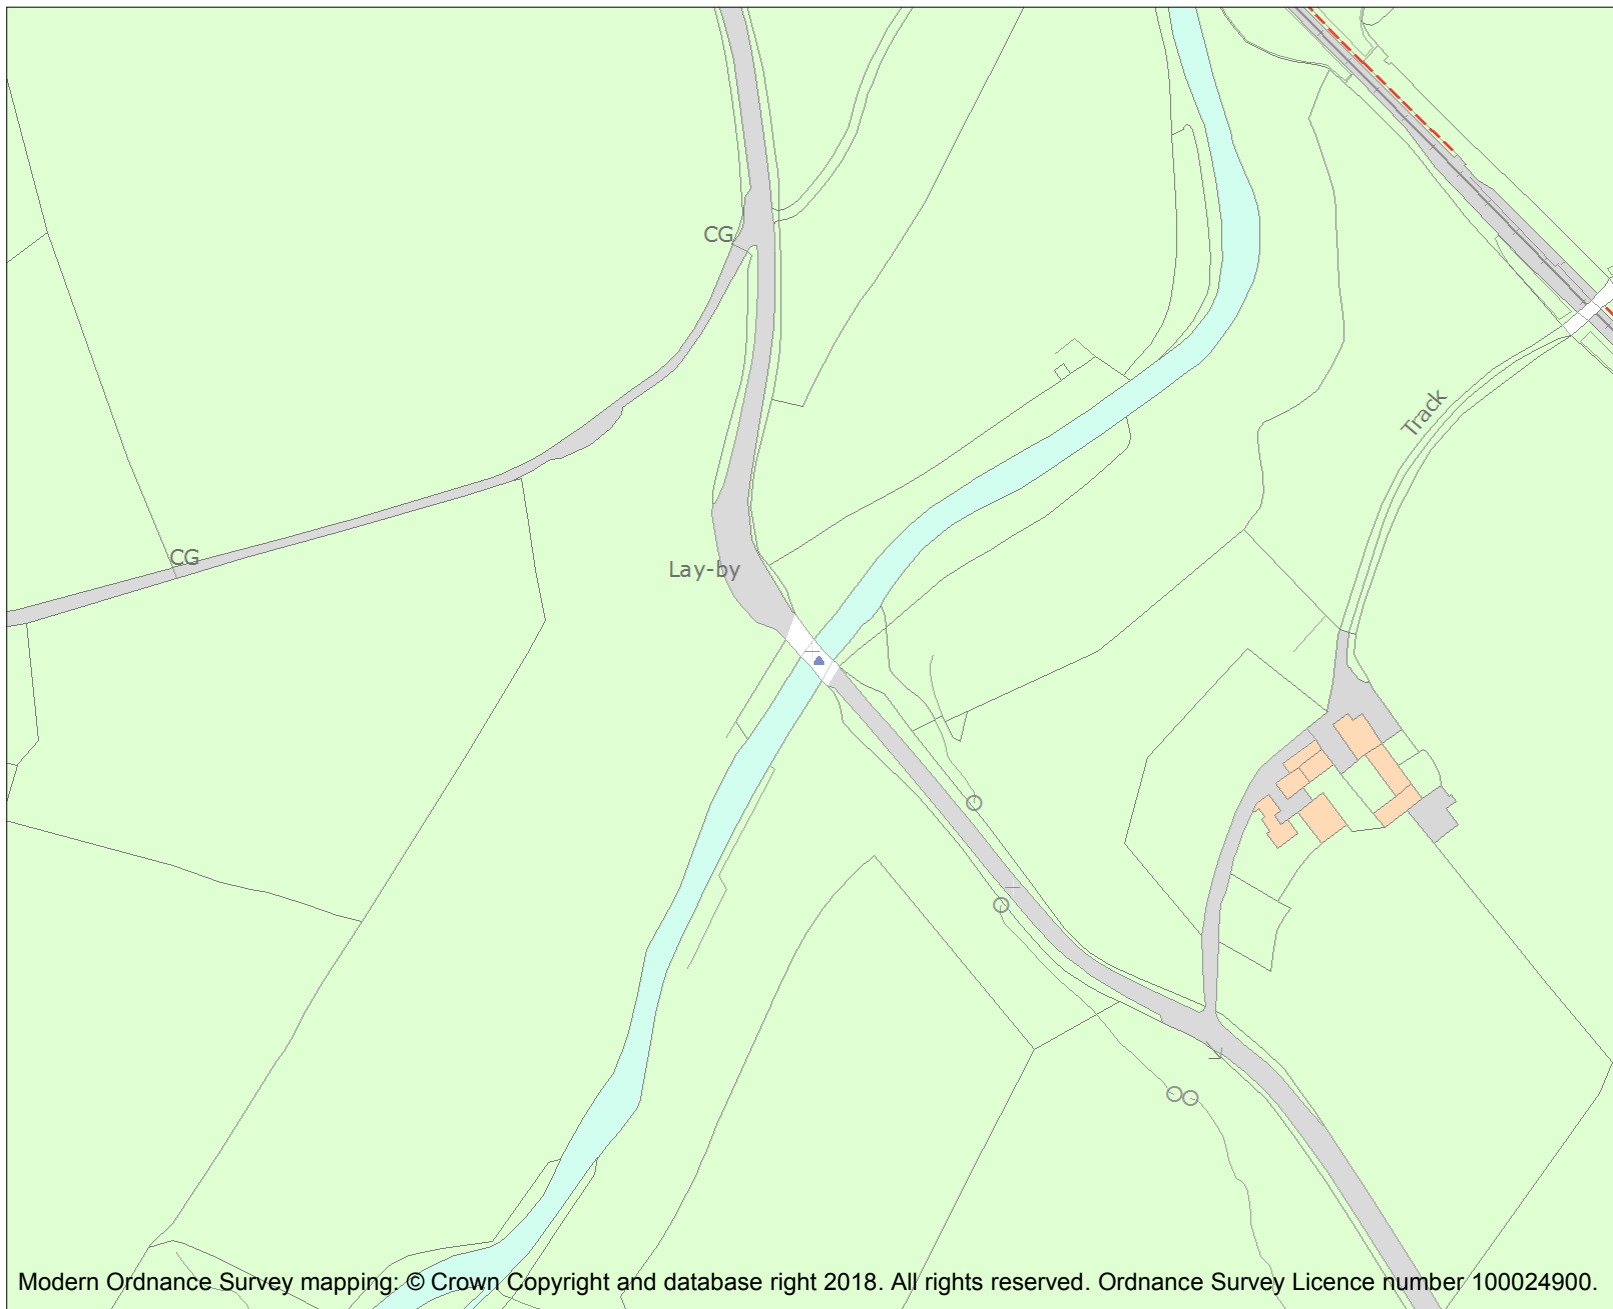 CG
Track
CG
Lay-by
Modern Ordnance Survey mapping: © Crown Copyright and database right 2018. All rights reserved. Ordnance Survey Licence number 100024900.